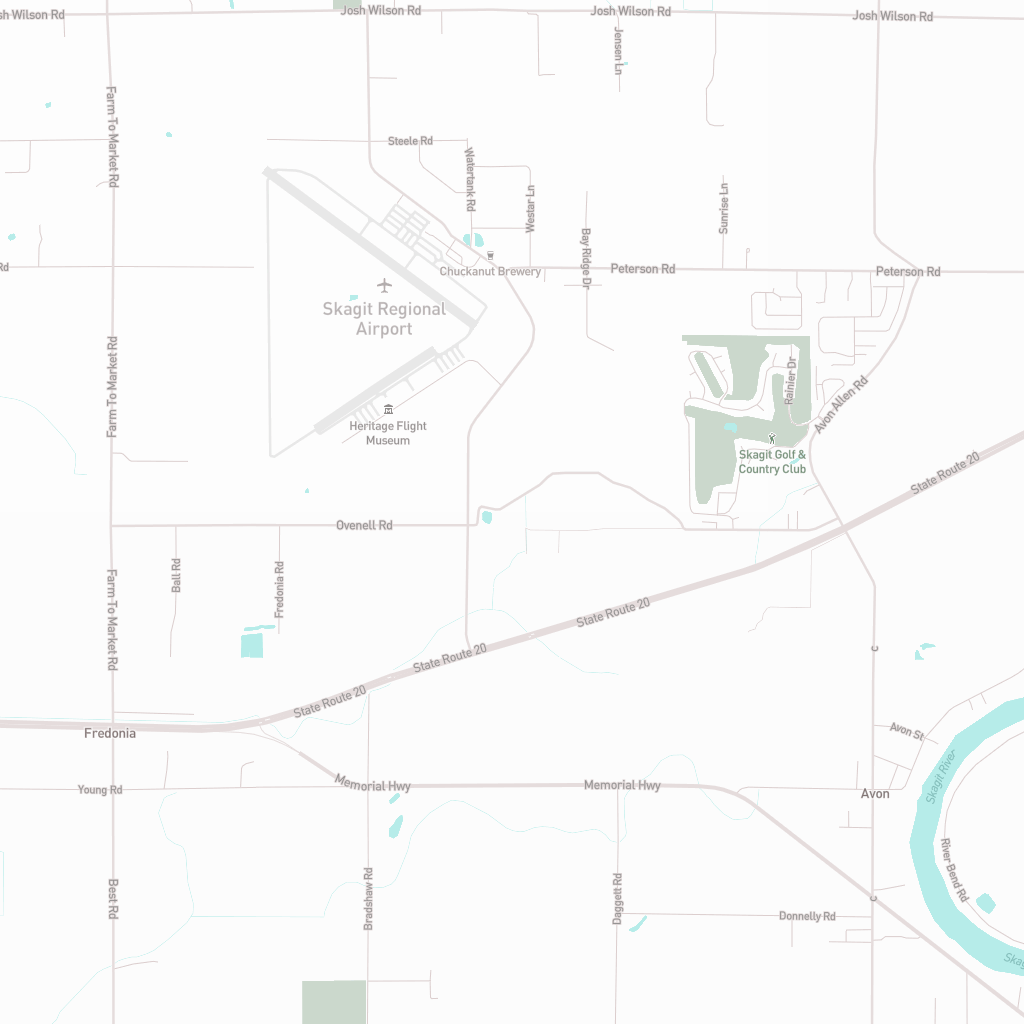 sh Wilson Rd
Josh Wilson Rd
Josh Wilson Rd
Josh Wilson Rd
Jensen Ln
Farm To Market Rd
Steele Rd
Watertank Rd
Westar Ln
Sunrise Ln
Bay Ridge Dr
Rd
Chuckanut Brewery
Peterson Rd
Peterson Rd
Skagit Regional
Airport
Farm To Market Rd
Rainier Dr
Avon Allen Rd
Heritage Flight
Museum
Skagit Golf &
Country Club
State Route 20
Ovenell Rd
Ball Rd
Fredonia Rd
Farm To Market Rd
State Route 20
State Route 20
State Route 20
C
Fredonia
Avon St
Skagit River
Young Rd
Memorial Hwy
Memorial Hwy
Avon
River Bend Rd
Best Rd
Bradshaw Rd
Daggett Rd
C
Donnelly Rd
Skag